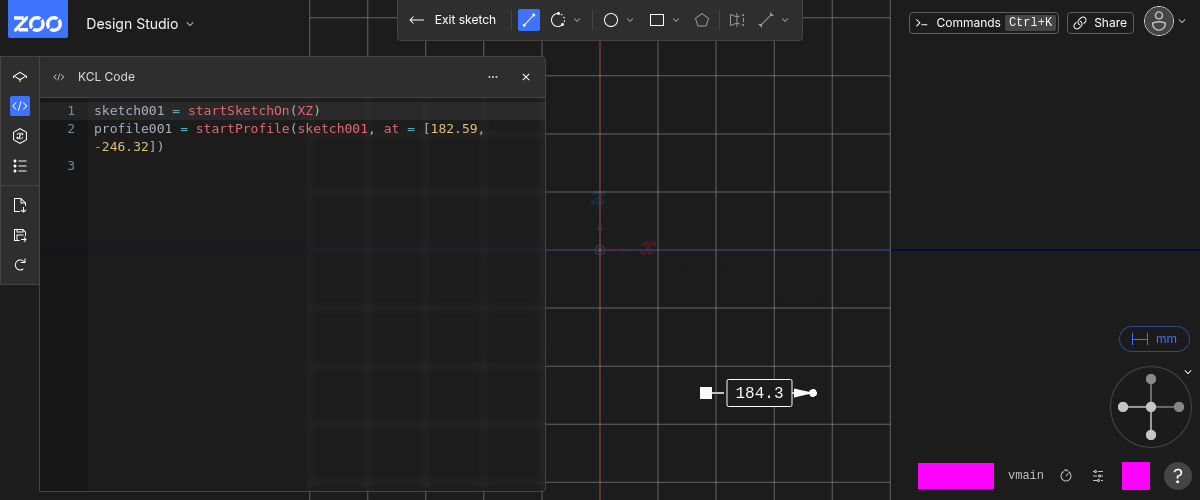 ZOO
Design Studio
Exit sketch
Commands Ctrl+K
Share
KCL Code
1 sketch001 = startSketchOn(XZ)
2 profile001 = startProfile(sketch001, at = [182.59,
-246.32])
3
z
x
184.3
mm
vmain
?